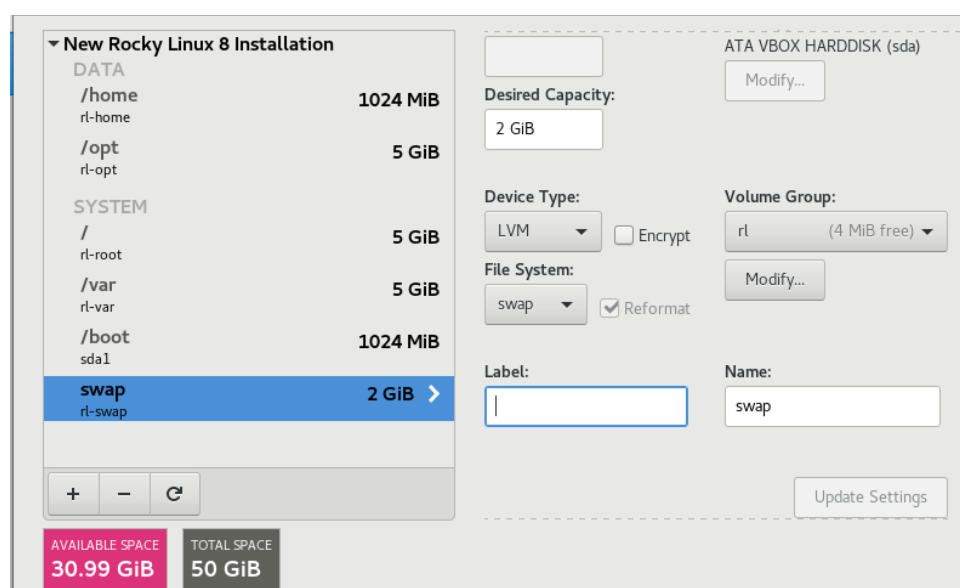 New Rocky Linux 8 Installation
DATA
/home 1024 MiB
rl-home
/opt 5 GiB
rl-opt
SYSTEM
/ 5 GiB
rl-root
/var 5 GiB
rl-var
/boot 1024 MiB
sda1
swap 2 GiB
rl-swap
+ −
AVAILABLE SPACE
30.99 GiB
TOTAL SPACE
50 GiB
ATA VBOX HARDDISK (sda)
Modify...
Desired Capacity:
2 GiB
Device Type:
LVM
Encrypt
Volume Group:
rl (4 MiB free)
File System:
swap
Reformat
Modify...
Label:
Name:
swap
Update Settings